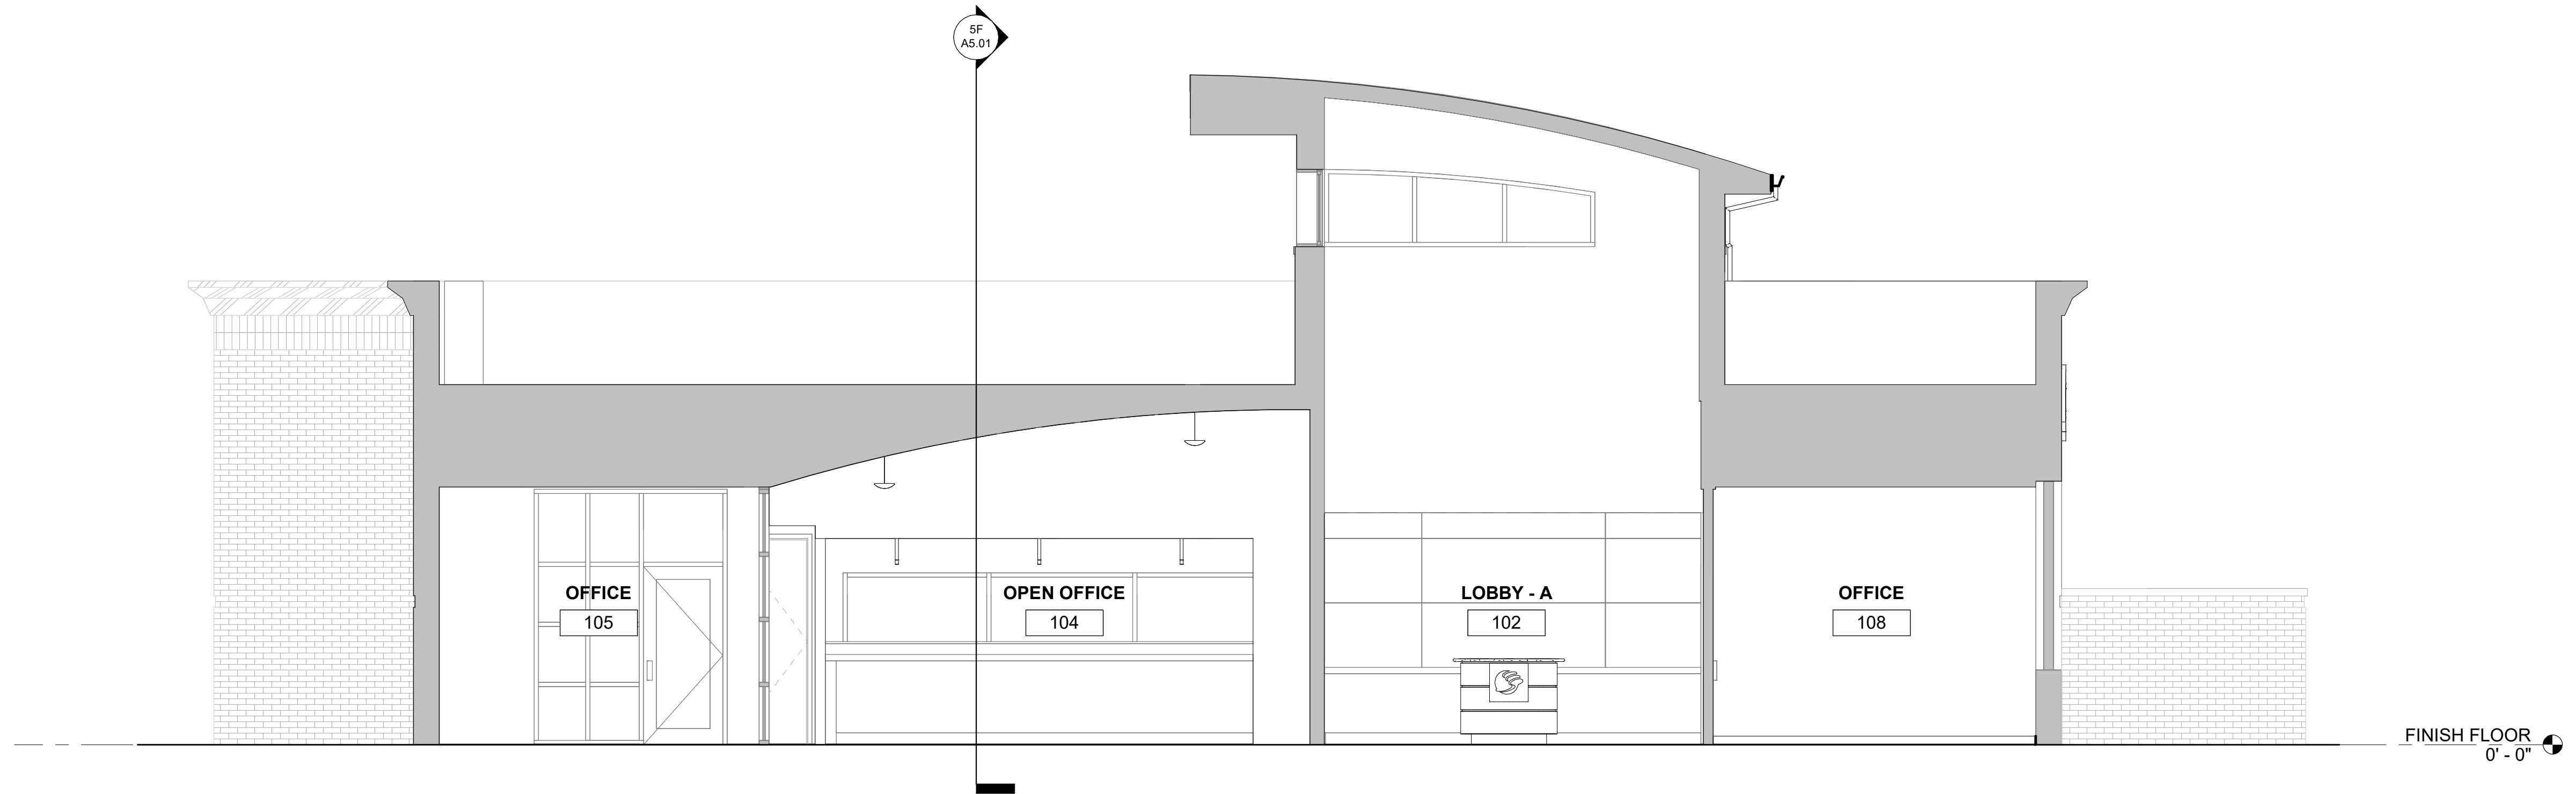 5F
A5.01
OFFICE
105
OPEN OFFICE
104
LOBBY - A
102
OFFICE
108
FINISH FLOOR
0' - 0"